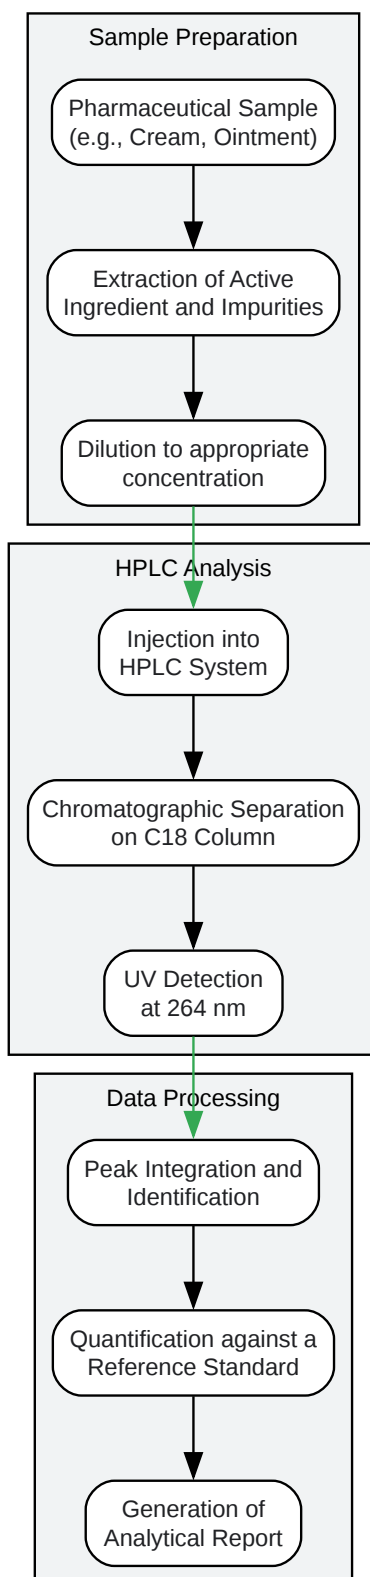 Sample Preparation
Pharmaceutical Sample
(e.g., Cream, Ointment)
Extraction of Active
Ingredient and Impurities
Dilution to appropriate
concentration
HPLC Analysis
Injection into
HPLC System
Chromatographic Separation
on C18 Column
UV Detection
at 264 nm
Data Processing
Peak Integration and
Identification
Quantification against a
Reference Standard
Generation of
Analytical Report